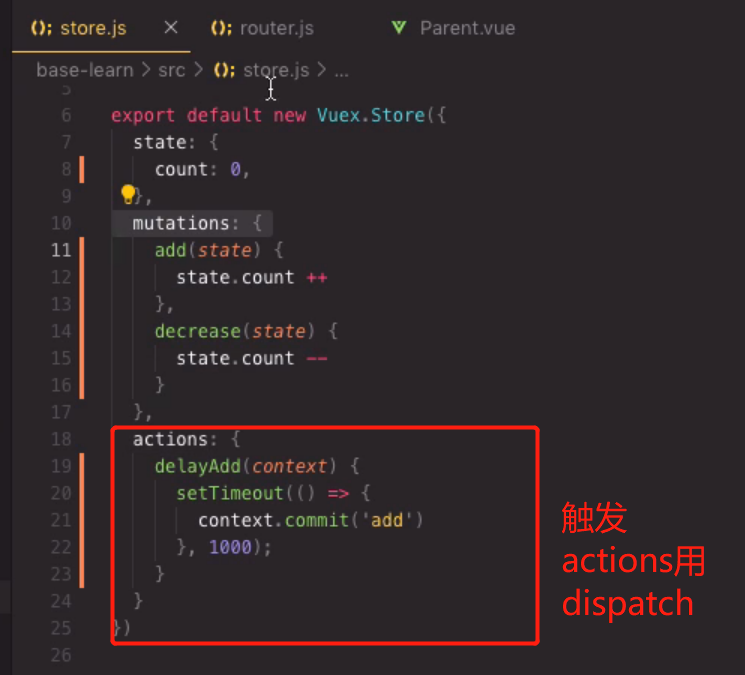 (); store.js × (); router.js Parent.vue
base-learn > src > (); store.js > ...
5
6 export default new Vuex.Store({
7 state: {
8 count: 0,
9 },
10 mutations: {
11 add(state) {
12 state.count ++
13 },
14 decrease(state) {
15 state.count --
16 }
17 },
18 actions: {
19 delayAdd(context) {
20 setTimeout(() => {
21 context.commit('add')
22 }, 1000);
23 }
24 }
25 })
26
触发
actions用
dispatch